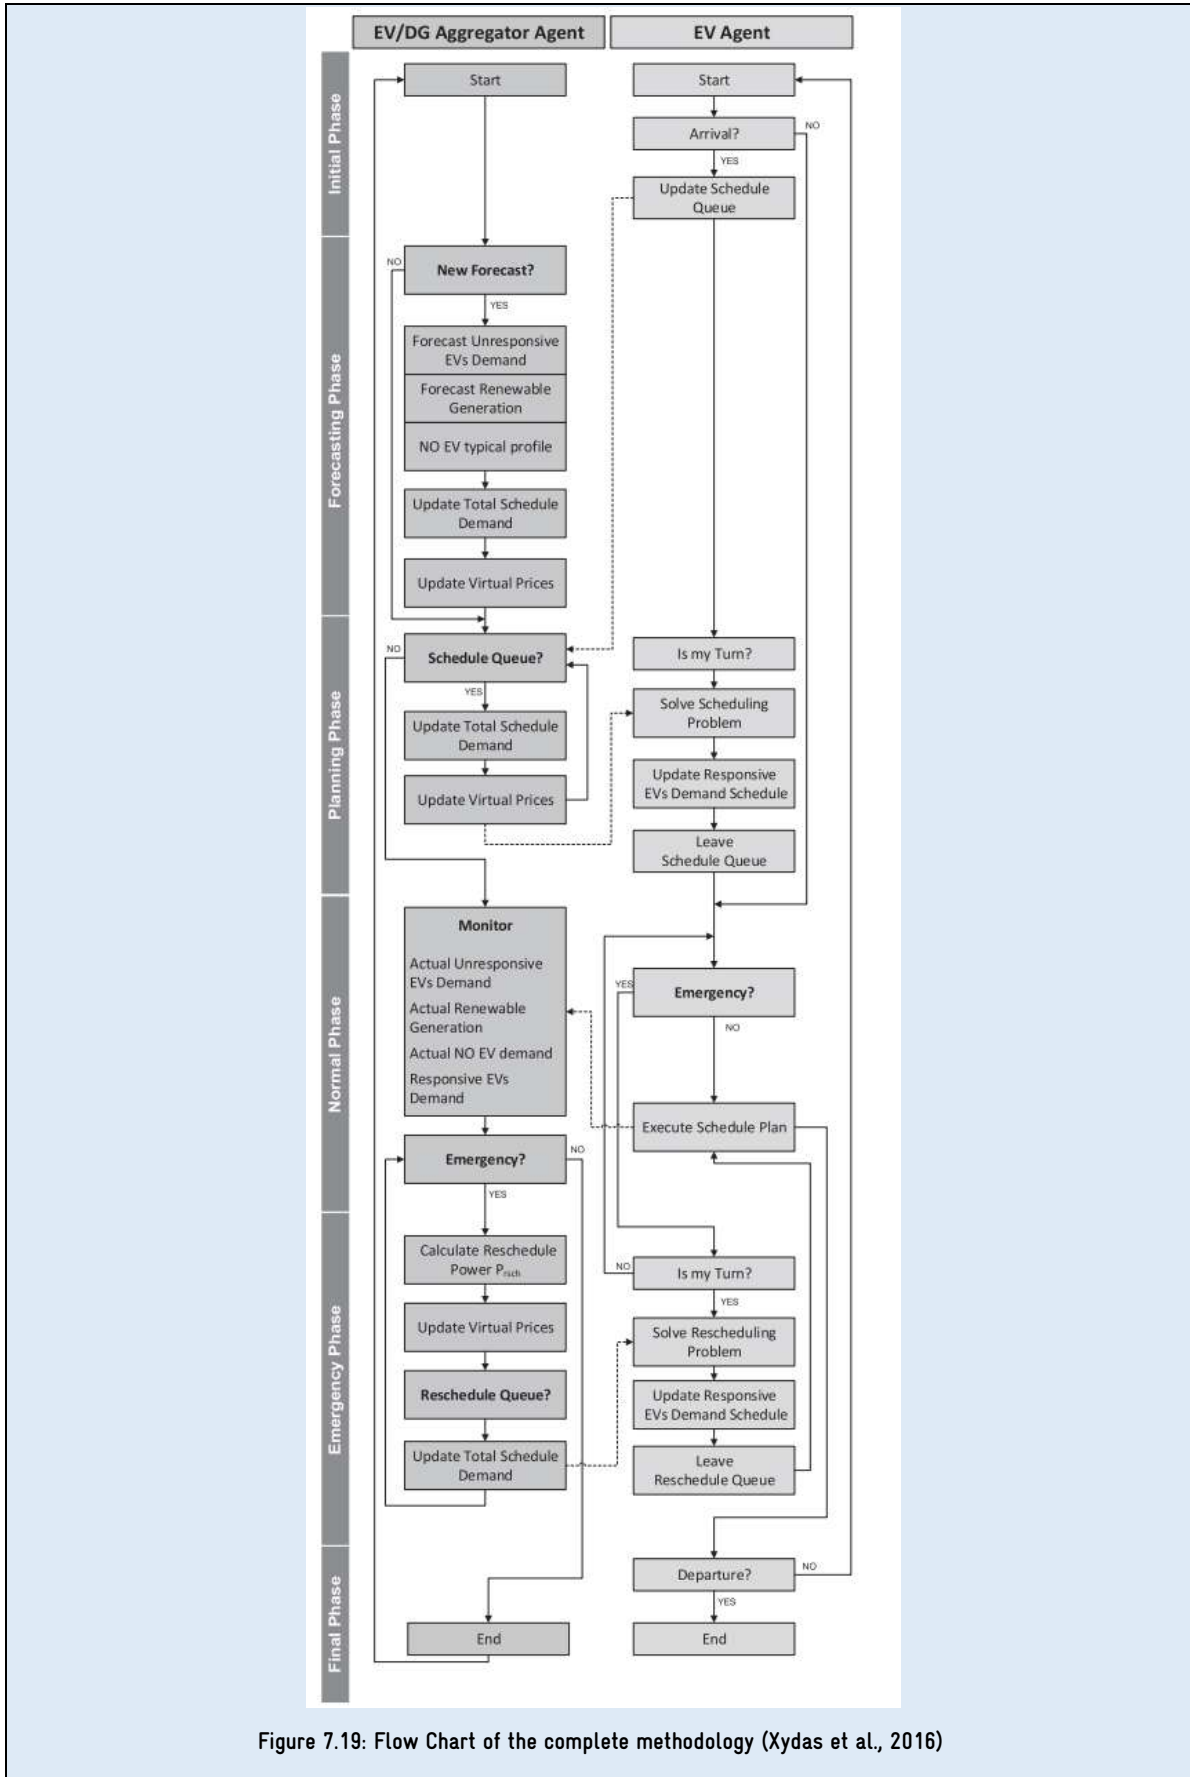 EV/DG Aggregator Agent
EV Agent
Initial Phase
Start
Start
Arrival?
NO
YES
Update Schedule
Queue
Forecasting Phase
NO
New Forecast?
YES
Forecast Unresponsive
EVs Demand
Forecast Renewable
Generation
NO EV typical profile
Update Total Schedule
Demand
Update Virtual Prices
Planning Phase
NO
Schedule Queue?
YES
Update Total Schedule
Demand
Update Virtual Prices
Is my Turn?
Solve Scheduling
Problem
Update Responsive
EVs Demand Schedule
Leave
Schedule Queue
Normal Phase
Monitor
Actual Unresponsive
EVs Demand
Actual Renewable
Generation
Actual NO EV demand
Responsive EVs
Demand
Emergency?
NO
YES
YES
Emergency?
NO
Execute Schedule Plan
Emergency Phase
Calculate Reschedule
Power Prsch
Update Virtual Prices
Reschedule Queue?
Update Total Schedule
Demand
NO
Is my Turn?
YES
Solve Rescheduling
Problem
Update Responsive
EVs Demand Schedule
Leave
Reschedule Queue
Final Phase
End
Departure?
NO
YES
End
Figure 7.19: Flow Chart of the complete methodology (Xydas et al., 2016)